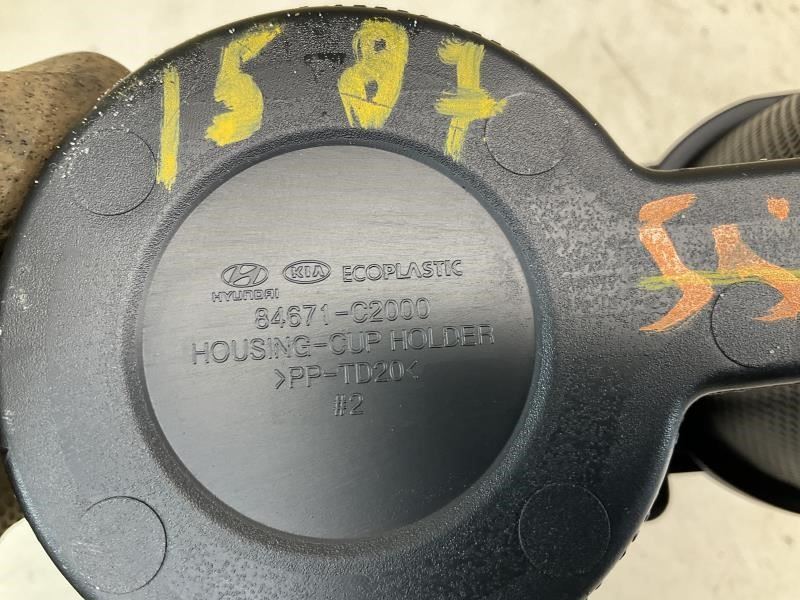 1587
HYUNDAI KIA ECOPLASTIC
84671-C2000
HOUSING-CUP HOLDER
>PP-TD20<
#2